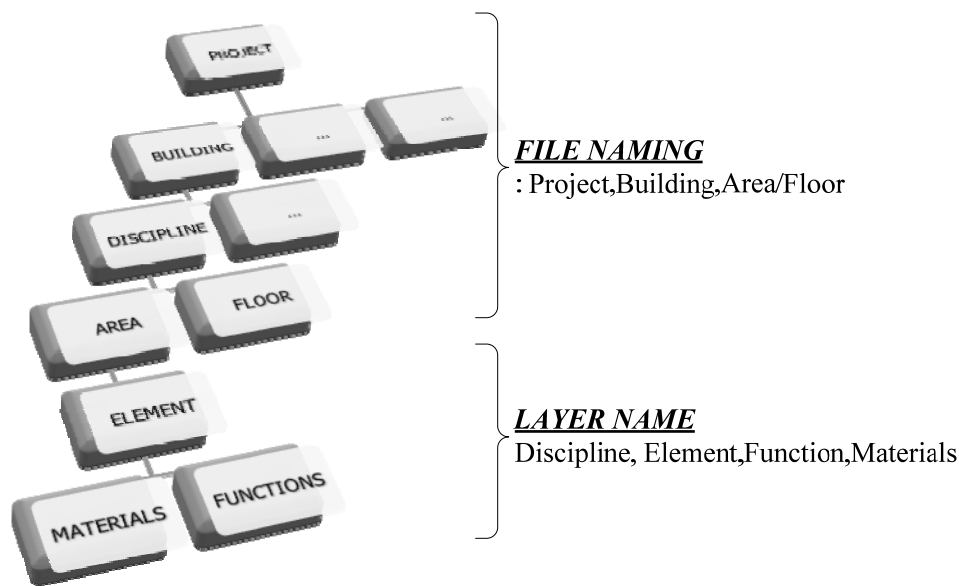 PROJECT
BUILDING ... ...
DISCIPLINE ...
AREA FLOOR
ELEMENT
MATERIALS FUNCTIONS
FILE NAMING
: Project,Building,Area/Floor
LAYER NAME
Discipline, Element,Function,Materials